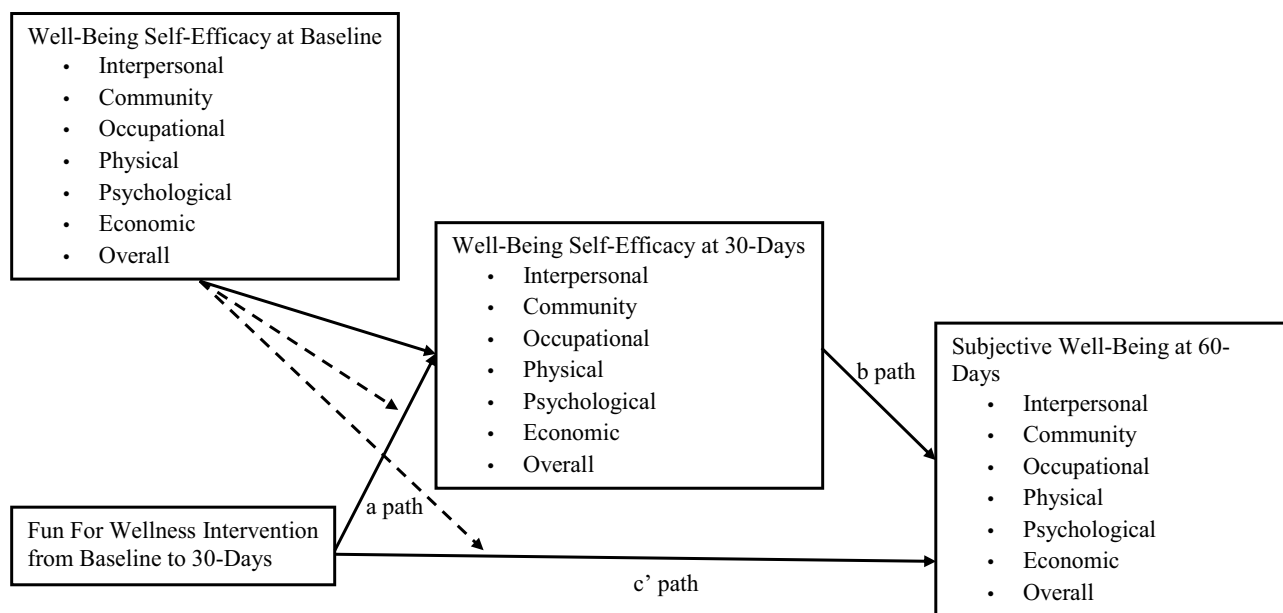 Well-Being Self-Efficacy at Baseline
• Interpersonal
• Community
• Occupational
• Physical
• Psychological
• Economic
• Overall
Well-Being Self-Efficacy at 30-Days
• Interpersonal
• Community
• Occupational
• Physical
• Psychological
• Economic
• Overall
b path
Subjective Well-Being at 60-
Days
• Interpersonal
• Community
• Occupational
• Physical
• Psychological
• Economic
• Overall
a path
Fun For Wellness Intervention
from Baseline to 30-Days
c’ path